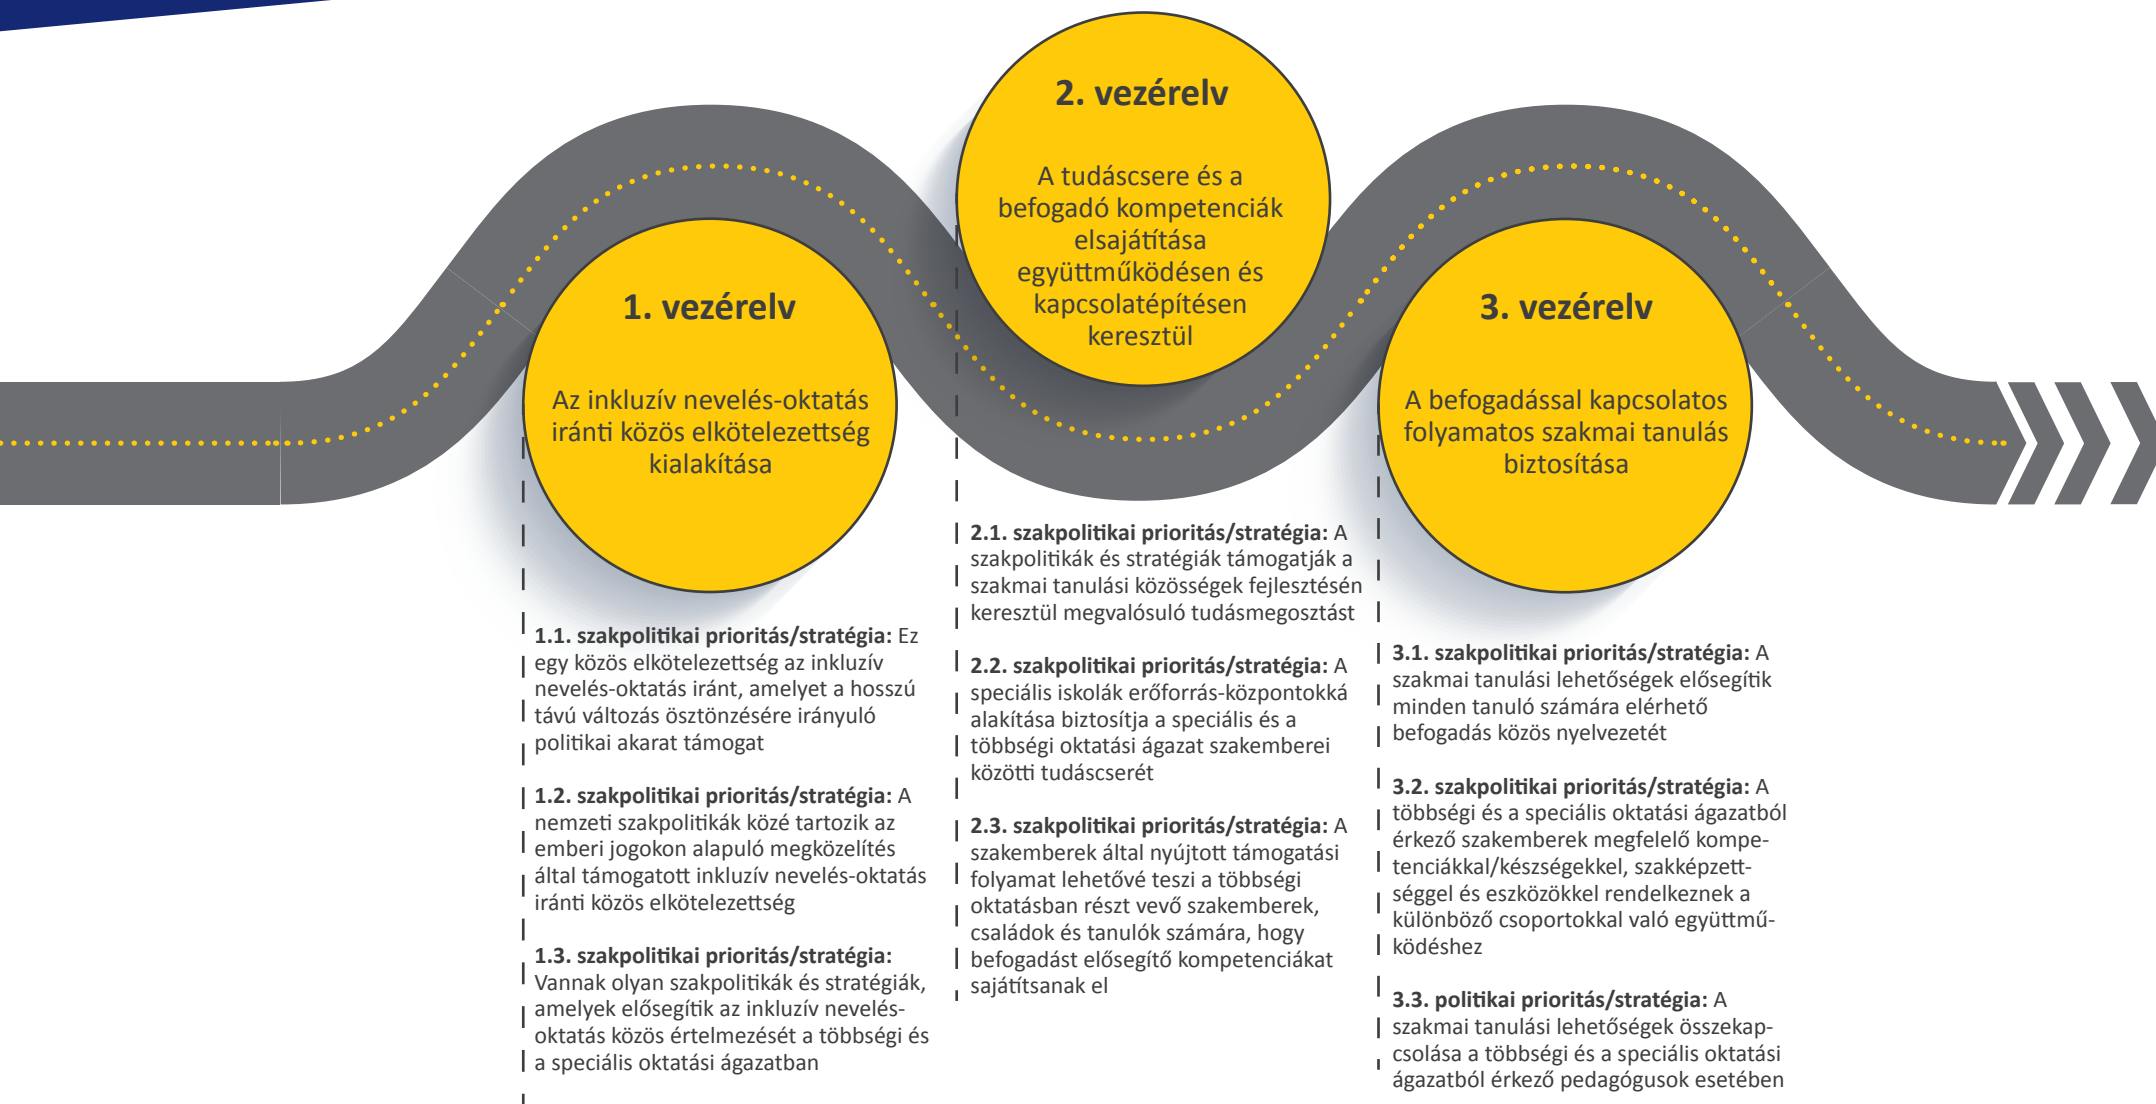 1. vezérelv
Az inkluzív nevelés-oktatás
iránti közös elkötelezettség
kialakítása
1.1. szakpolitikai prioritás/stratégia: Ez
egy közös elkötelezettség az inkluzív
nevelés-oktatás iránt, amelyet a hosszú
távú változás ösztönzésére irányuló
politikai akarat támogat
1.2. szakpolitikai prioritás/stratégia: A
nemzeti szakpolitikák közé tartozik az
emberi jogokon alapuló megközelítés
által támogatott inkluzív nevelés-oktatás
iránti közös elkötelezettség
1.3. szakpolitikai prioritás/stratégia:
Vannak olyan szakpolitikák és stratégiák,
amelyek elősegítik az inkluzív nevelés-
oktatás közös értelmezését a többségi és
a speciális oktatási ágazatban
2. vezérelv
A tudáscsere és a
befogadó kompetenciák
elsajátítása
együttműködésen és
kapcsolatépítésen
keresztül
2.1. szakpolitikai prioritás/stratégia: A
szakpolitikák és stratégiák támogatják a
szakmai tanulási közösségek fejlesztésén
keresztül megvalósuló tudásmegosztást
2.2. szakpolitikai prioritás/stratégia: A
speciális iskolák erőforrás-központokká
alakítása biztosítja a speciális és a
többségi oktatási ágazat szakemberei
közötti tudáscserét
2.3. szakpolitikai prioritás/stratégia: A
szakemberek által nyújtott támogatási
folyamat lehetővé teszi a többségi
oktatásban részt vevő szakemberek,
családok és tanulók számára, hogy
befogadást elősegítő kompetenciákat
sajátítsanak el
3. vezérelv
A befogadással kapcsolatos
folyamatos szakmai tanulás
biztosítása
3.1. szakpolitikai prioritás/stratégia: A
szakmai tanulási lehetőségek elősegítik
minden tanuló számára elérhető
befogadás közös nyelvezetét
3.2. szakpolitikai prioritás/stratégia: A
többségi és a speciális oktatási ágazatból
érkező szakemberek megfelelő kompe-
tenciákkal/készségekkel, szakképzett-
séggel és eszközökkel rendelkeznek a
különböző csoportokkal való együttmű-
ködéshez
3.3. politikai prioritás/stratégia: A
szakmai tanulási lehetőségek összekap-
csolása a többségi és a speciális oktatási
ágazatból érkező pedagógusok esetében